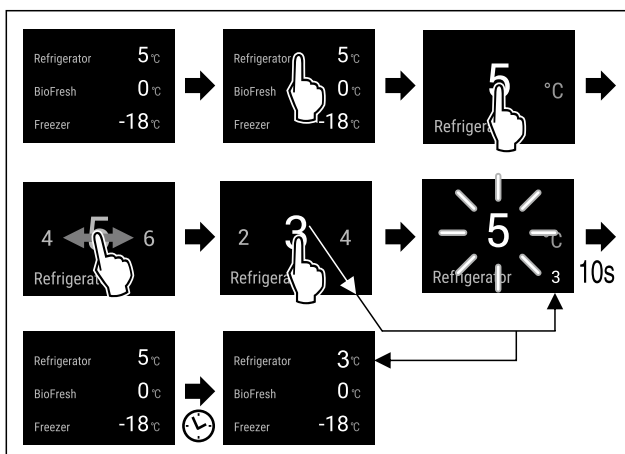 Refrigerator 5°C
BioFresh 0°C
Freezer -18°C
Refrigerator 5°C
BioFresh 0°C
Freezer -18°C
5 °C
Refrigera
4 5 6
Refrigerat
2 3 4
Refrigera
5 °C
Refrigerator 3
10s
Refrigerator 5°C
BioFresh 0°C
Freezer -18°C
Refrigerator 3°C
BioFresh 0°C
Freezer -18°C